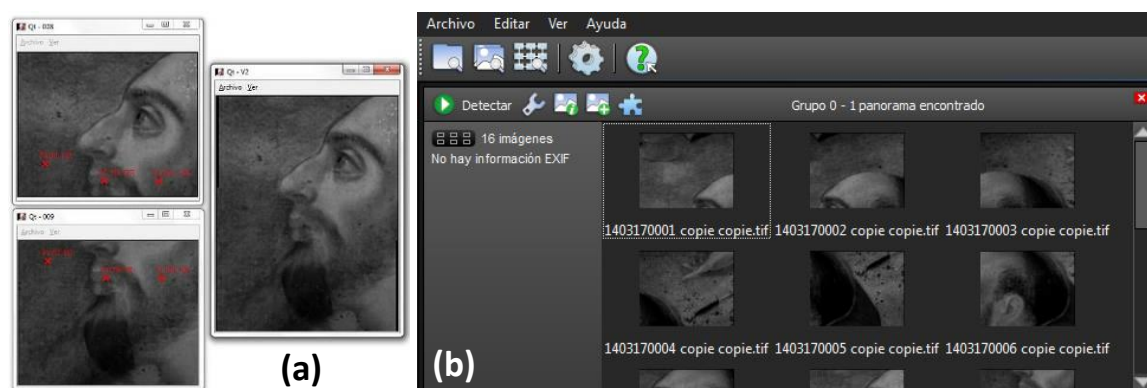 Qt - 008
Archivo Ver
Qt - 009
Archivo Ver
Qt - V2
Archivo Ver
(a)
Archivo Editar Ver Ayuda
Detectar
Grupo 0 - 1 panorama encontrado
16 imágenes
No hay información EXIF
1403170001 copie copie.tif 1403170002 copie copie.tif 1403170003 copie copie.tif
1403170004 copie copie.tif 1403170005 copie copie.tif 1403170006 copie copie.tif
(b)